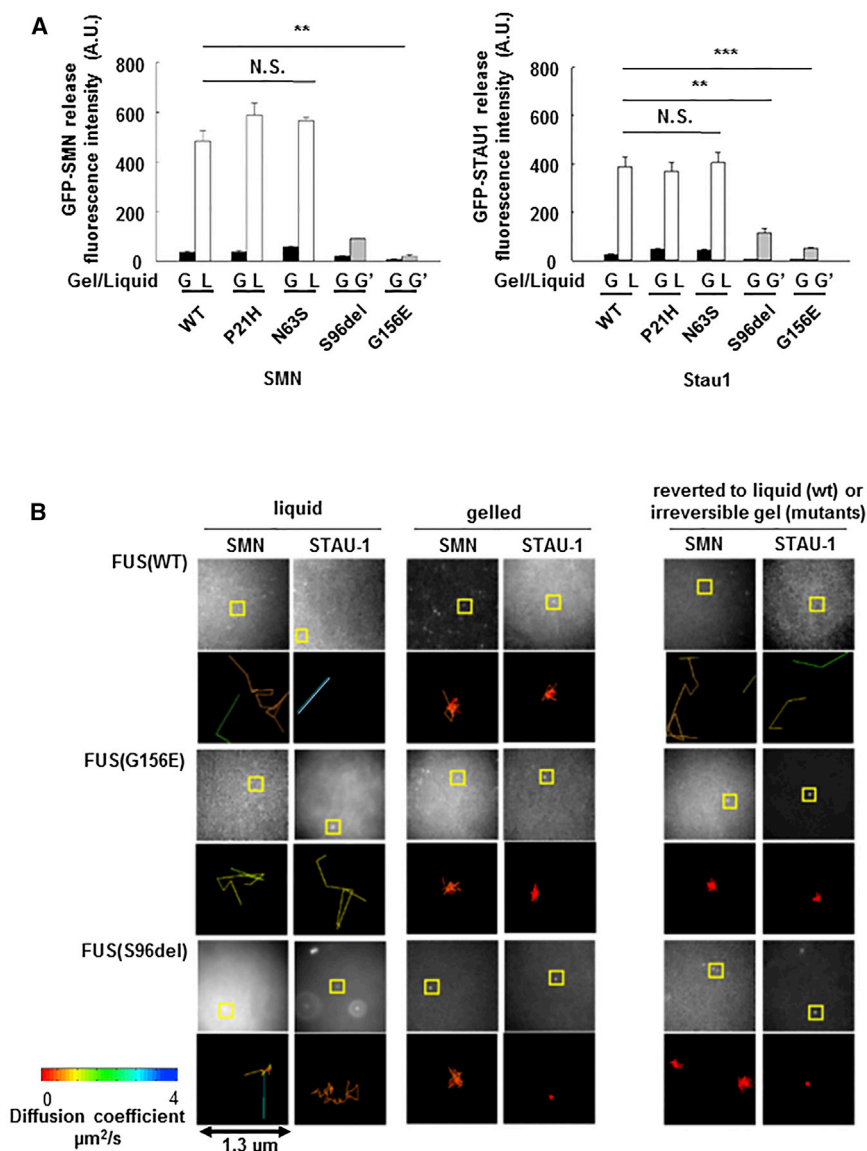 A
GFP-SMN release
fluorescence intensity (A.U.)
800
600
400
200
0
**
N.S.
Gel/Liquid
G L G L G L G G' G G'
WT P21H N63S S96del G156E
SMN
GFP-STAU1 release
fluorescence intensity (A.U.)
800
600
400
200
0
***
**
N.S.
Gel/Liquid
G L G L G L G G' G G'
WT P21H N63S S96del G156E
Stau1
B
liquid
gelled
reverted to liquid (wt) or
irreversible gel (mutants)
SMN STAU-1 SMN STAU-1 SMN STAU-1
FUS(WT)
FUS(G156E)
FUS(S96del)
0 4
Diffusion coefficient
µm²/s
1.3 um